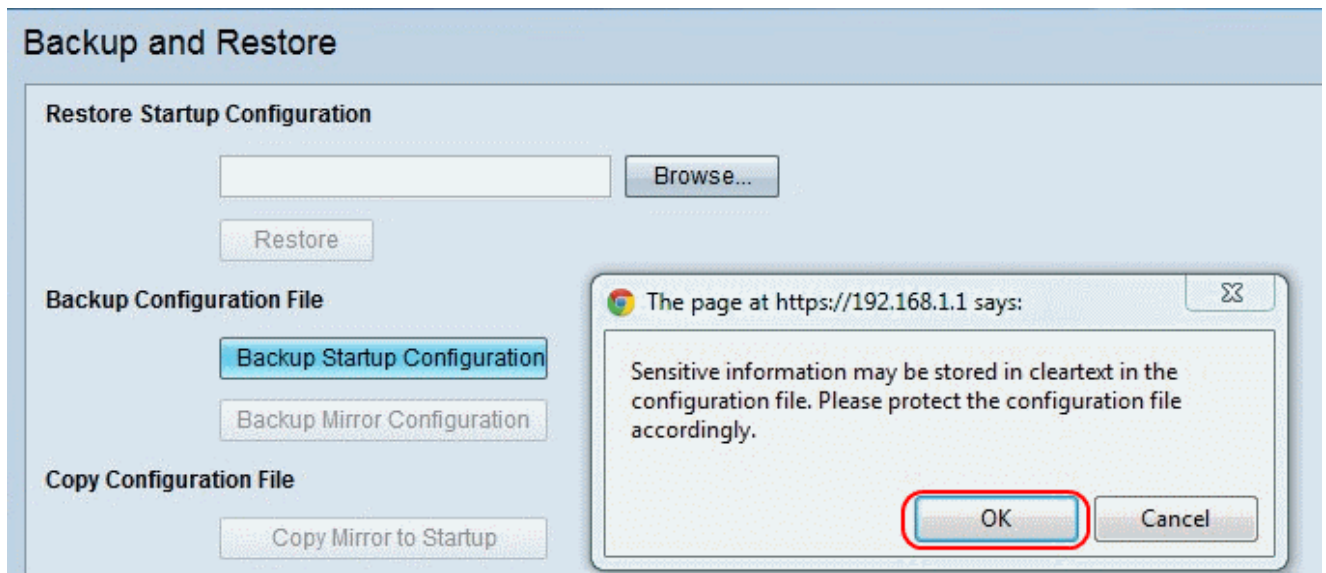 Backup and Restore
Restore Startup Configuration
Browse...
Restore
Backup Configuration File
Backup Startup Configuration
Backup Mirror Configuration
Copy Configuration File
Copy Mirror to Startup
The page at https://192.168.1.1 says:
Sensitive information may be stored in cleartext in the
configuration file. Please protect the configuration file
accordingly.
OK
Cancel